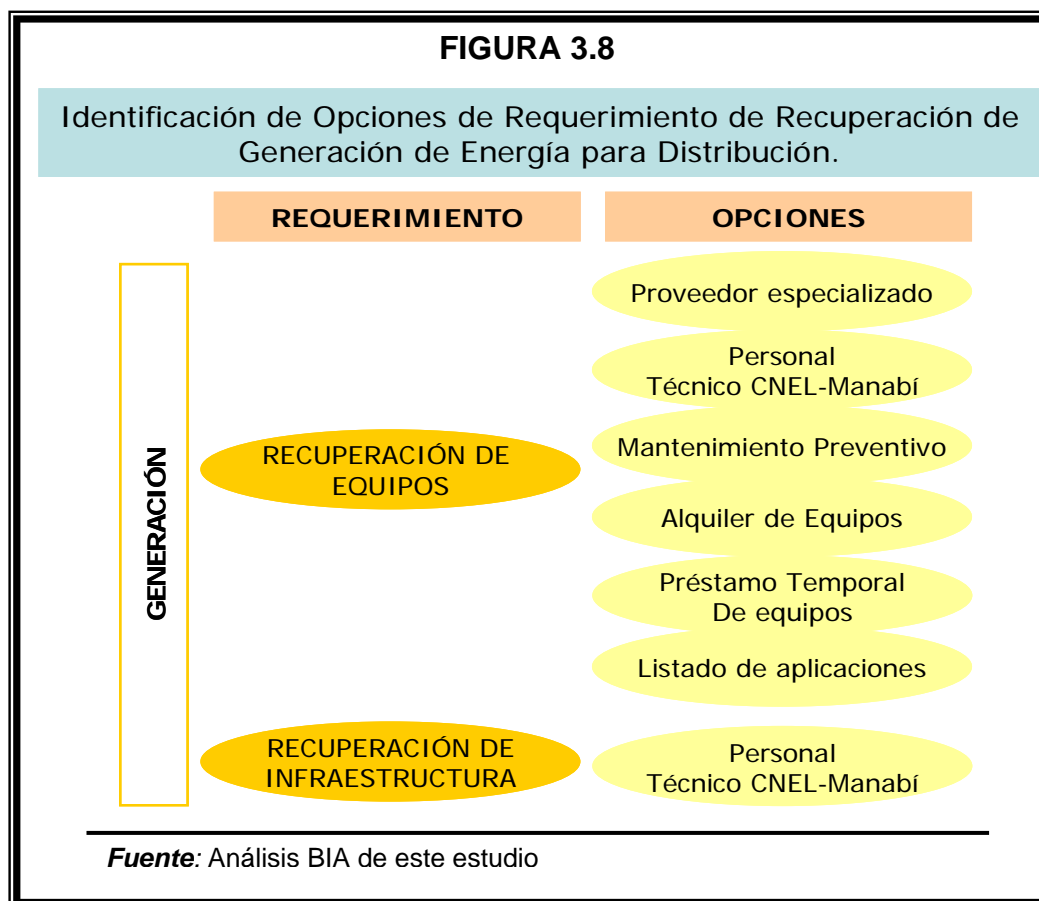 FIGURA 3.8
Identificación de Opciones de Requerimiento de Recuperación de
Generación de Energía para Distribución.
REQUERIMIENTO
OPCIONES
GENERACIÓN
RECUPERACIÓN DE
EQUIPOS
Proveedor especializado
Personal
Técnico CNEL-Manabí
Mantenimiento Preventivo
Alquiler de Equipos
Préstamo Temporal
De equipos
Listado de aplicaciones
RECUPERACIÓN DE
INFRAESTRUCTURA
Personal
Técnico CNEL-Manabí
Fuente: Análisis BIA de este estudio